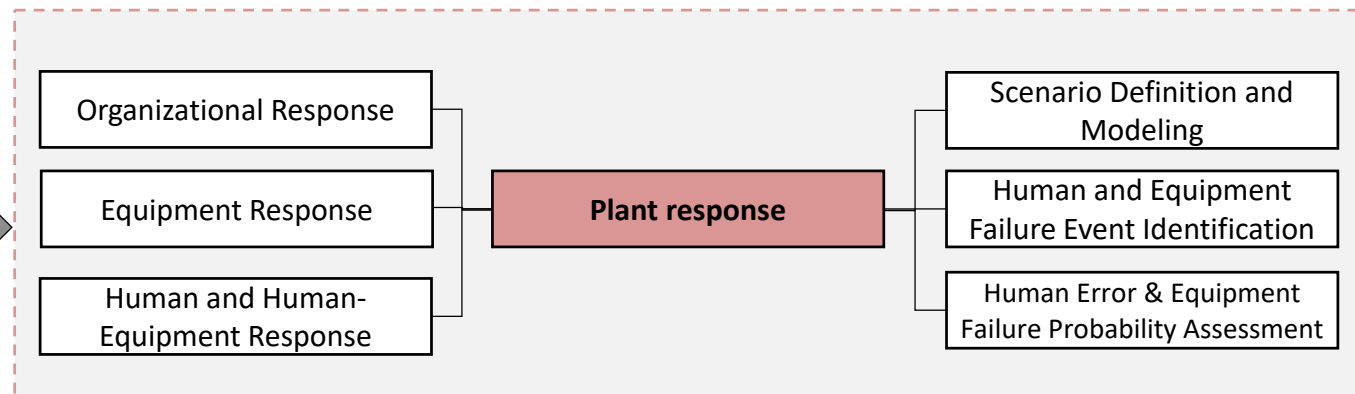 Organizational Response
Equipment Response
Human and Human-
Equipment Response
Plant response
Scenario Definition and
Modeling
Human and Equipment
Failure Event Identification
Human Error & Equipment
Failure Probability Assessment